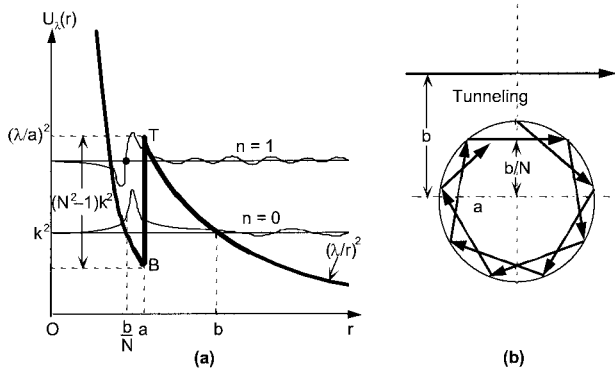 U_λ(r)
(λ/a)²
T
n = 1
(N²–1)k²
n = 0
k²
B
(λ/r)²
O
b/N
a
b
r
(a)
Tunneling
b
b/N
a
(b)